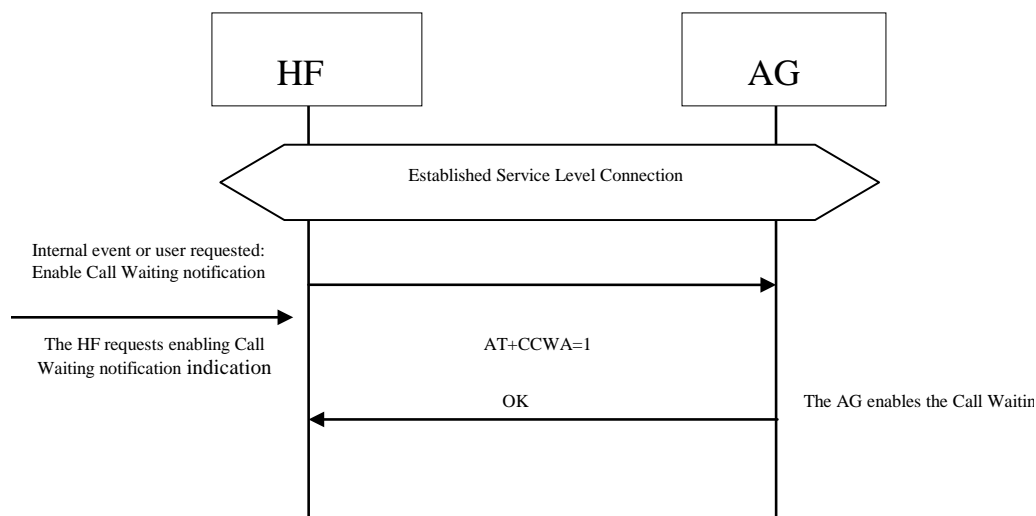 HF
AG
Established Service Level Connection
Internal event or user requested:
Enable Call Waiting notification
The HF requests enabling Call
Waiting notification indication
AT+CCWA=1
OK
The AG enables the Call Waitin